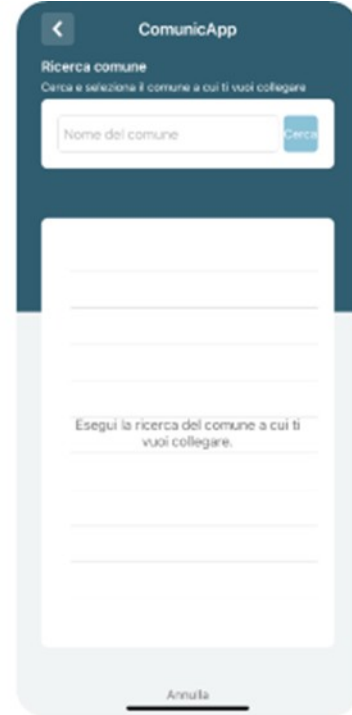 ComunicApp
Ricerca comune
Cerca e seleziona il comune a cui ti vuoi collegare
Nome del comune
Cerca
Esegui la ricerca del comune a cui ti
vuoi collegare.
Annulla